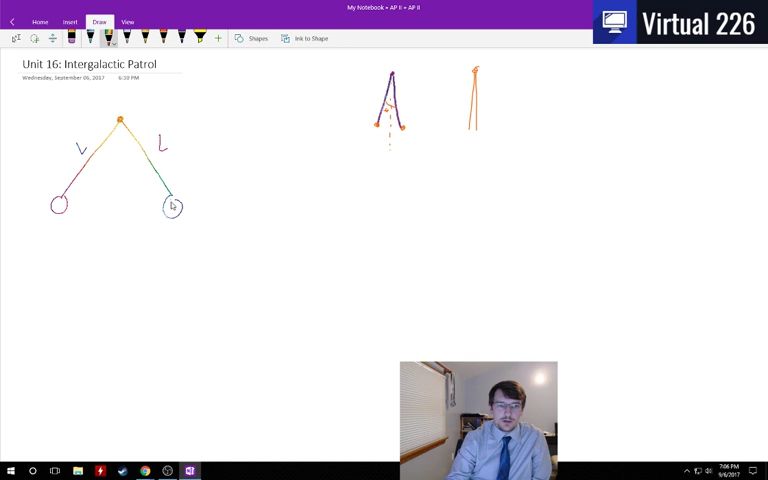 My Notebook » AP II » AP II
Home Insert Draw View
Virtual 226
Shapes Ink to Shape
Unit 16: Intergalactic Patrol
Wednesday, September 06, 2017 6:39 PM
L L
7:06 PM
9/6/2017